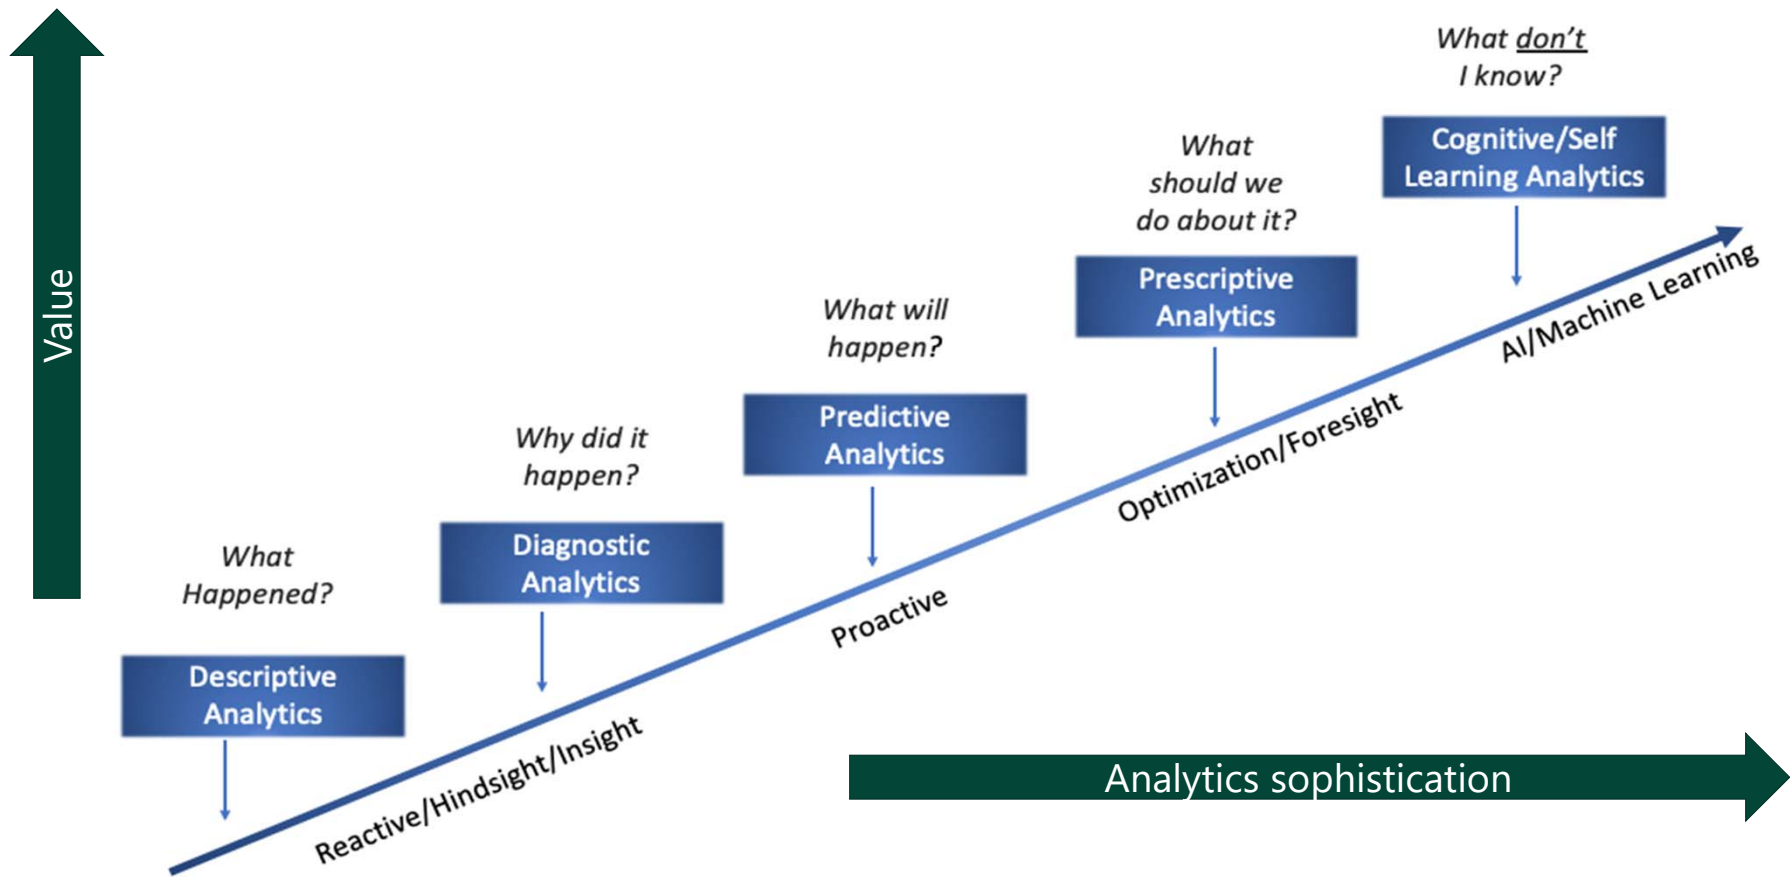 Value
What
Happened?
Descriptive
Analytics
Why did it
happen?
Diagnostic
Analytics
Reactive/Hindsight/Insight
What will
happen?
Predictive
Analytics
Proactive
What
should we
do about it?
Prescriptive
Analytics
Optimization/Foresight
What don't
I know?
Cognitive/Self
Learning Analytics
AI/Machine Learning
Analytics sophistication